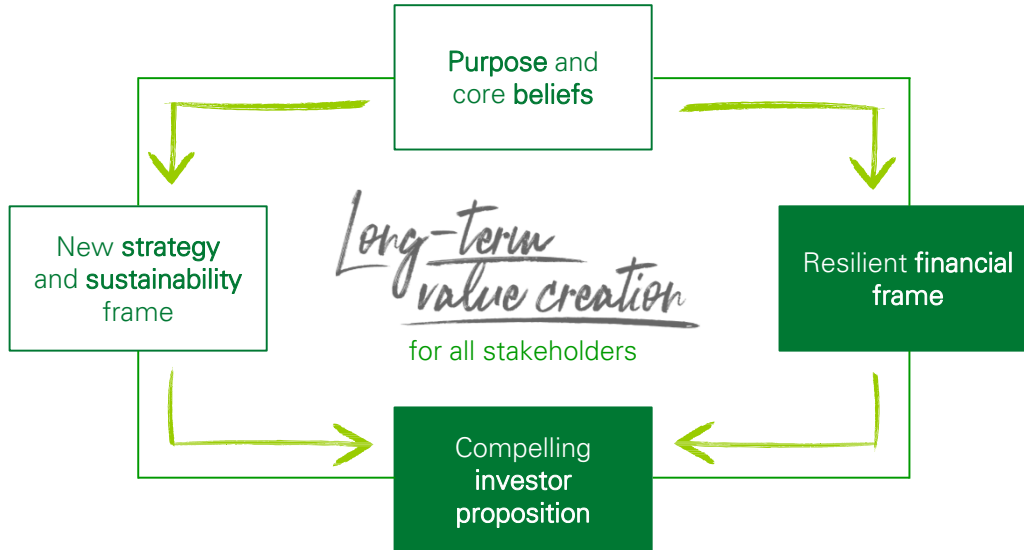 Purpose and
core beliefs
New strategy
and sustainability
frame
Long-term
value creation
for all stakeholders
Resilient financial
frame
Compelling
investor
proposition